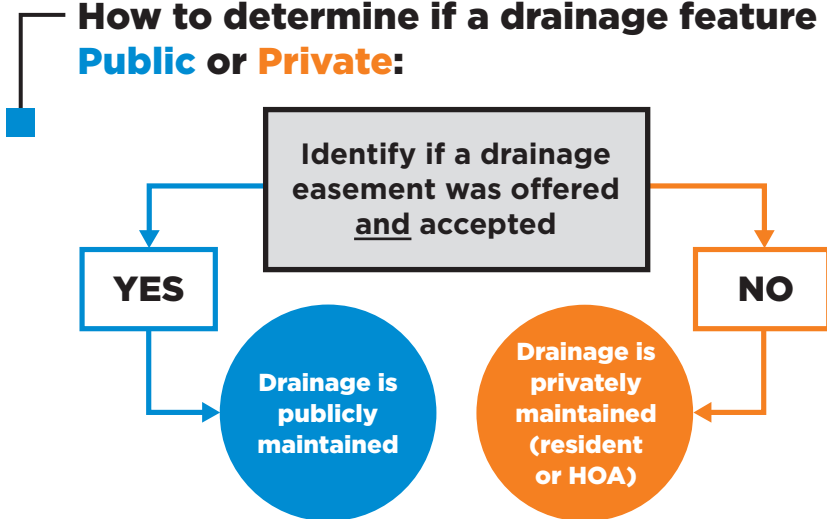 How to determine if a drainage feature
Public or Private:
Identify if a drainage
easement was offered
and accepted
YES
NO
Drainage is
publicly
maintained
Drainage is
privately
maintained
(resident
or HOA)